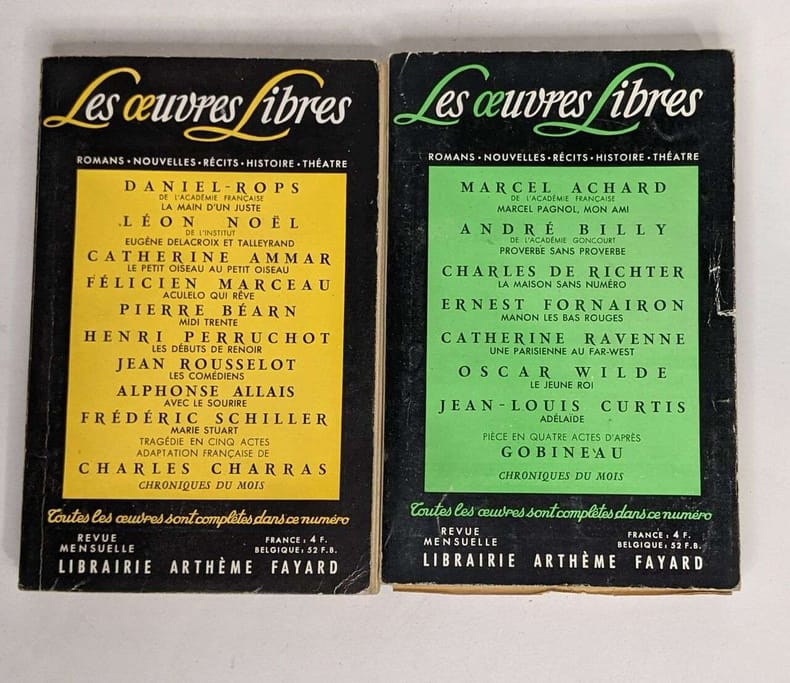 Les œuvres Libres
ROMANS • NOUVELLES • RÉCITS • HISTOIRE • THÉATRE
DANIEL-ROPS
DE L'ACADÉMIE FRANÇAISE
LA MAIN D'UN JUSTE
LÉON NOËL
DE L'INSTITUT
EUGÈNE DELACROIX ET TALLEYRAND
CATHERINE AMMAR
LE PETIT OISEAU AU PETIT OISEAU
FÉLICIEN MARCEAU
ACULELO QUI RÊVE
PIERRE BÉARN
MIDI TRENTE
HENRI PERRUCHOT
LES DÉBUTS DE RENOIR
JEAN ROUSSELOT
LES COMÉDIENS
ALPHONSE ALLAIS
AVEC LE SOURIRE
FRÉDÉRIC SCHILLER
MARIE STUART
TRAGÉDIE EN CINQ ACTES
ADAPTATION FRANÇAISE DE
CHARLES CHARRAS
CHRONIQUES DU MOIS
Toutes les œuvres sont complètes dans ce numéro
REVUE
MENSUELLE
FRANCE : 4 F.
BELGIQUE : 52 F.B.
LIBRAIRIE ARTHÈME FAYARD
Les œuvres Libres
ROMANS • NOUVELLES • RÉCITS • HISTOIRE • THÉATRE
MARCEL ACHARD
DE L'ACADÉMIE FRANÇAISE
MARCEL PAGNOL, MON AMI
ANDRÉ BILLY
DE L'ACADÉMIE GONCOURT
PROVERBE SANS PROVERBE
CHARLES DE RICHTER
LA MAISON SANS NUMÉRO
ERNEST FORNAIRON
MANON LES BAS ROUGES
CATHERINE RAVENNE
UNE PARISIENNE AU FAR-WEST
OSCAR WILDE
LE JEUNE ROI
JEAN-LOUIS CURTIS
ADÉLAÏDE
PIÈCE EN QUATRE ACTES D'APRÈS
GOBINEAU
CHRONIQUES DU MOIS
Toutes les œuvres sont complètes dans ce numéro
REVUE
MENSUELLE
FRANCE : 4 F.
BELGIQUE : 52 F.B.
LIBRAIRIE ARTHÈME FAYARD